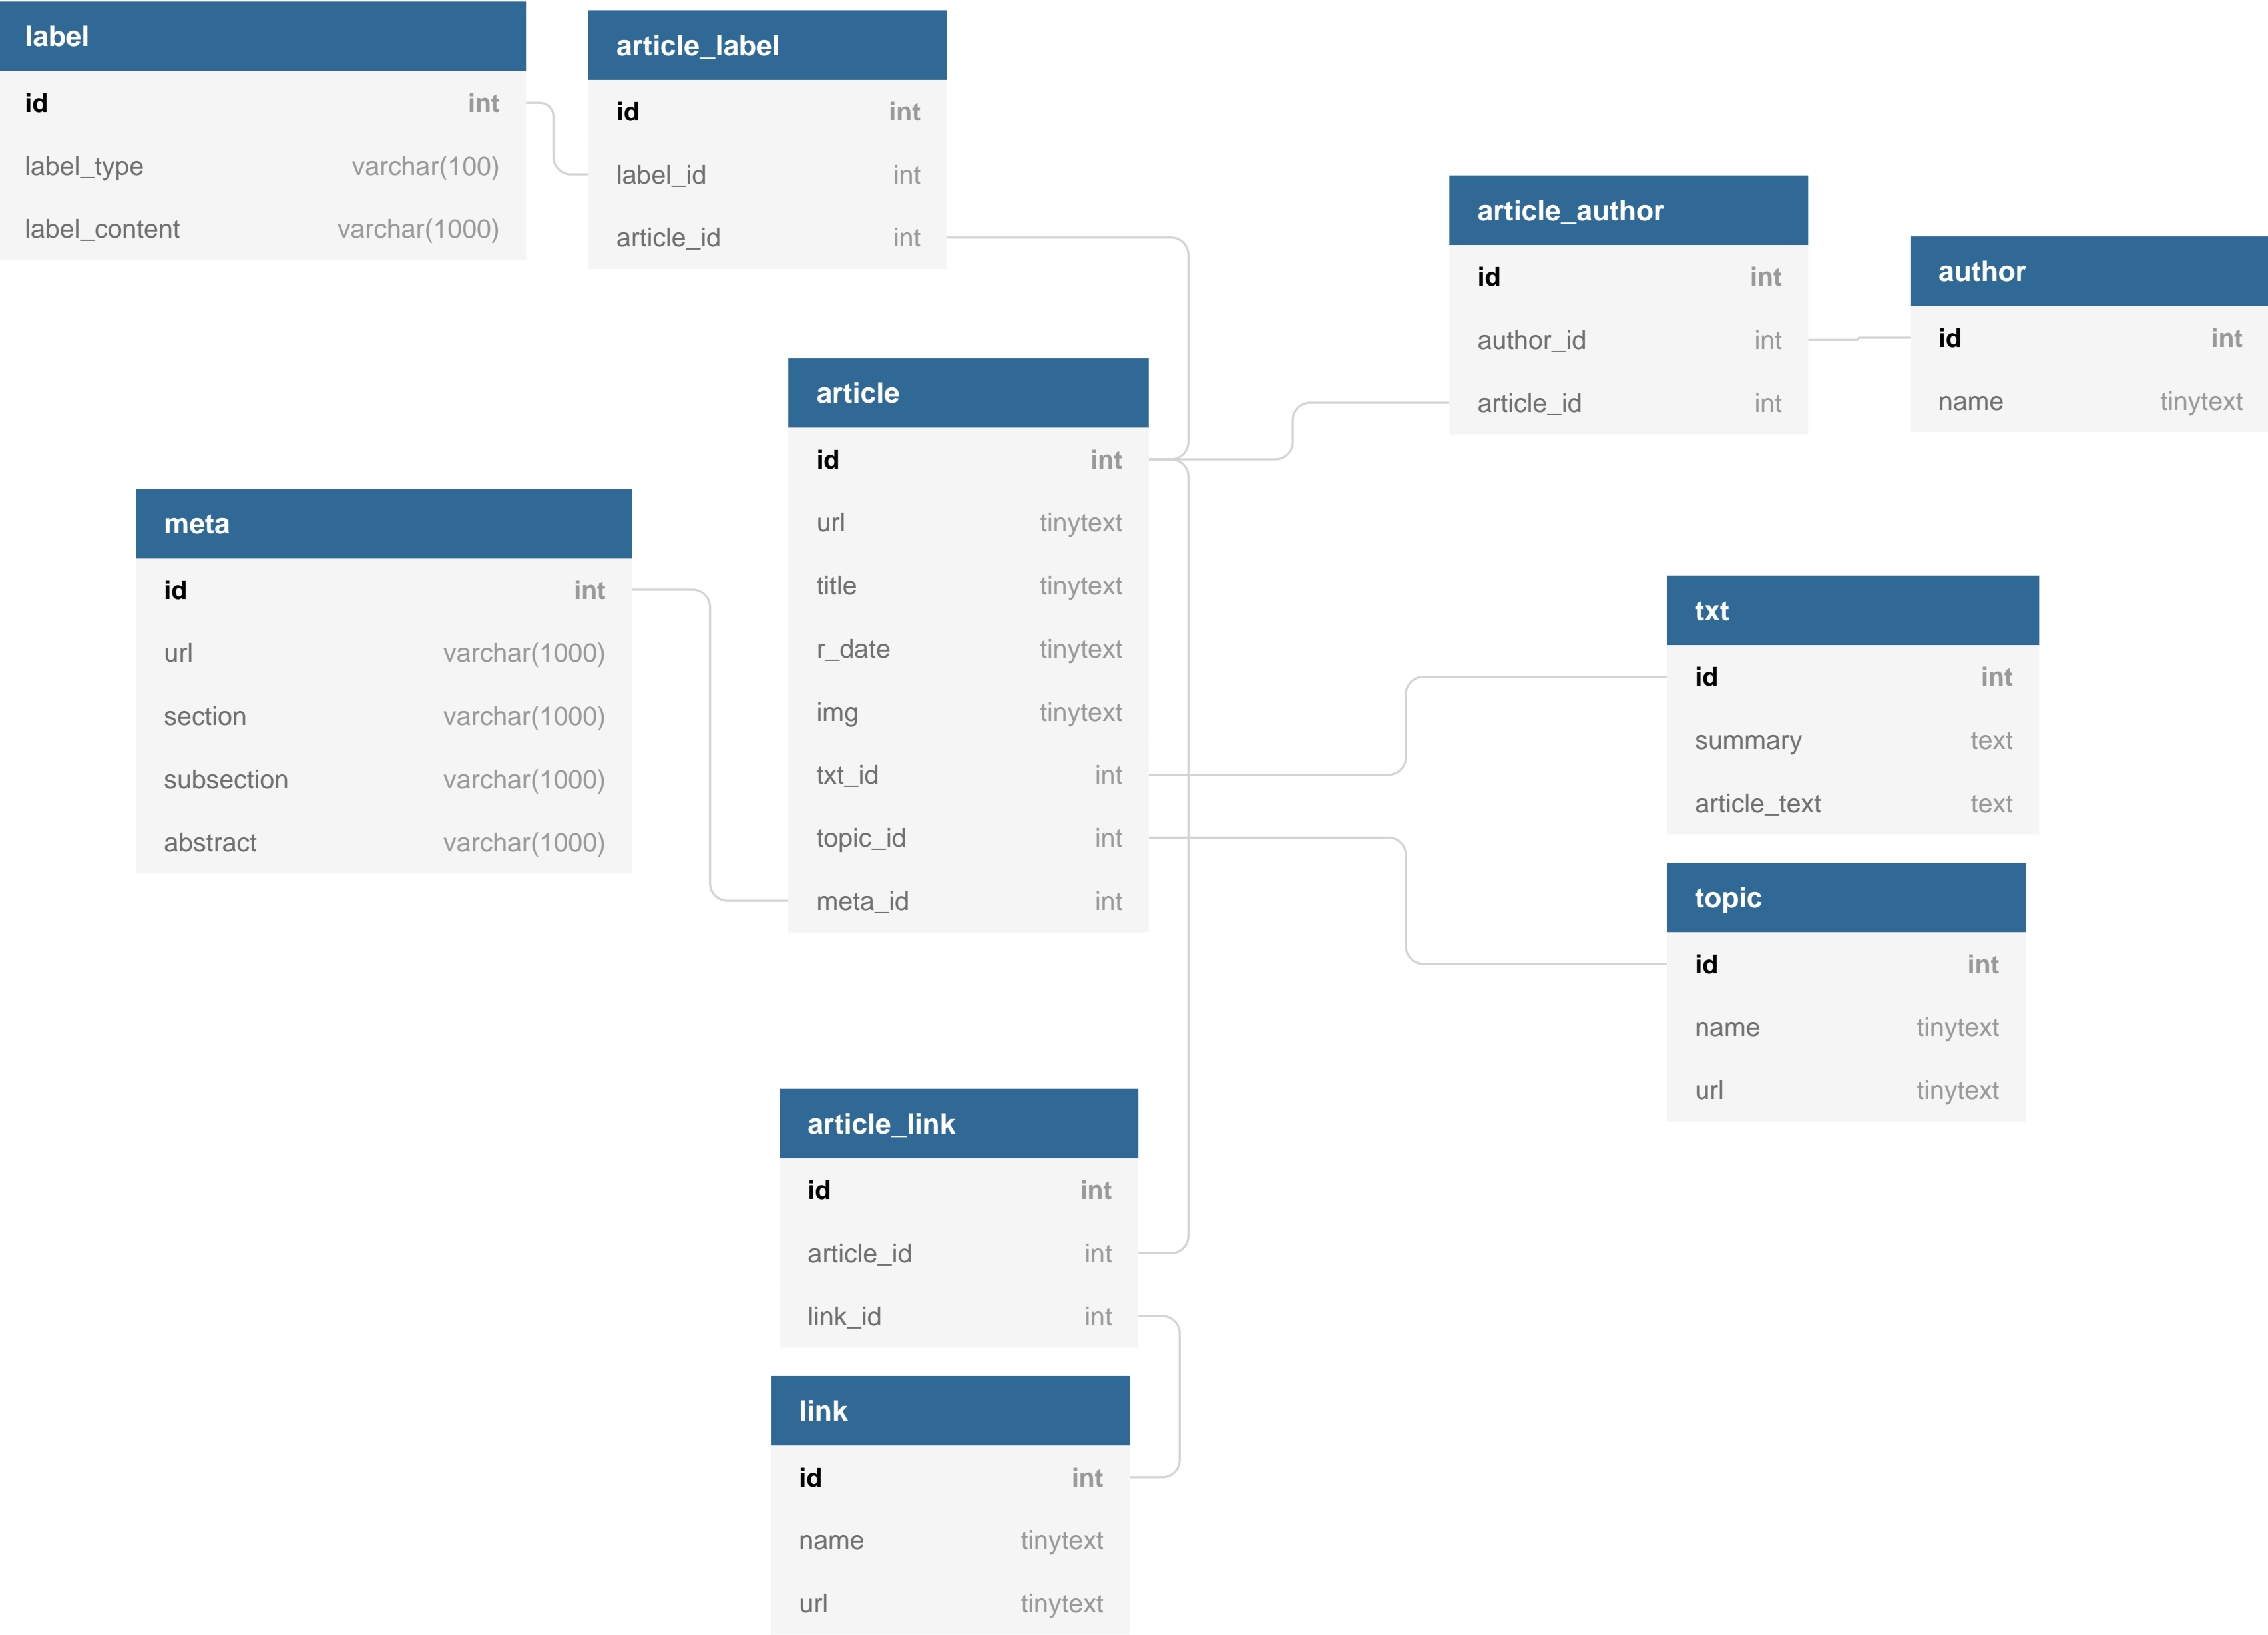 label
id int
label_type varchar(100)
label_content varchar(1000)
article_label
id int
label_id int
article_id int
article_author
id int
author_id int
article_id int
author
id int
name tinytext
article
id int
url tinytext
title tinytext
r_date tinytext
img tinytext
txt_id int
topic_id int
meta_id int
meta
id int
url varchar(1000)
section varchar(1000)
subsection varchar(1000)
abstract varchar(1000)
txt
id int
summary text
article_text text
topic
id int
name tinytext
url tinytext
article_link
id int
article_id int
link_id int
link
id int
name tinytext
url tinytext